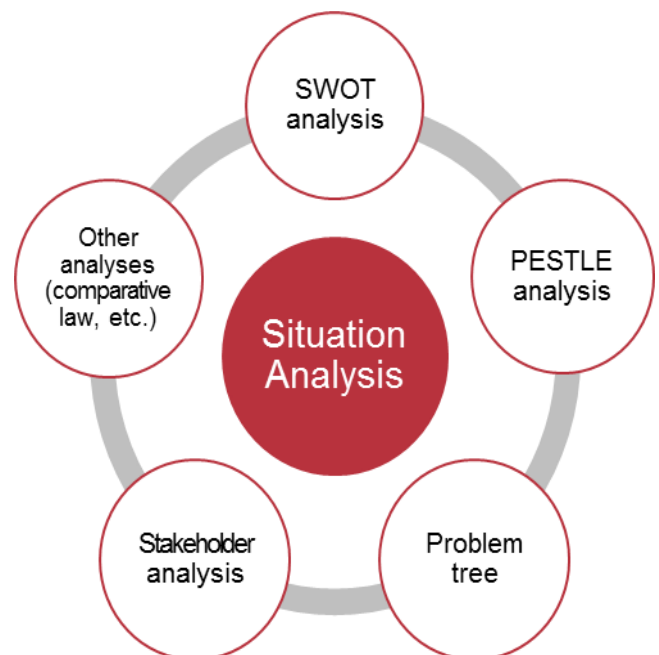 SWOT
analysis
PESTLE
analysis
Problem
tree
Stakeholder
analysis
Other
analyses
(comparative
law, etc.)
Situation
Analysis